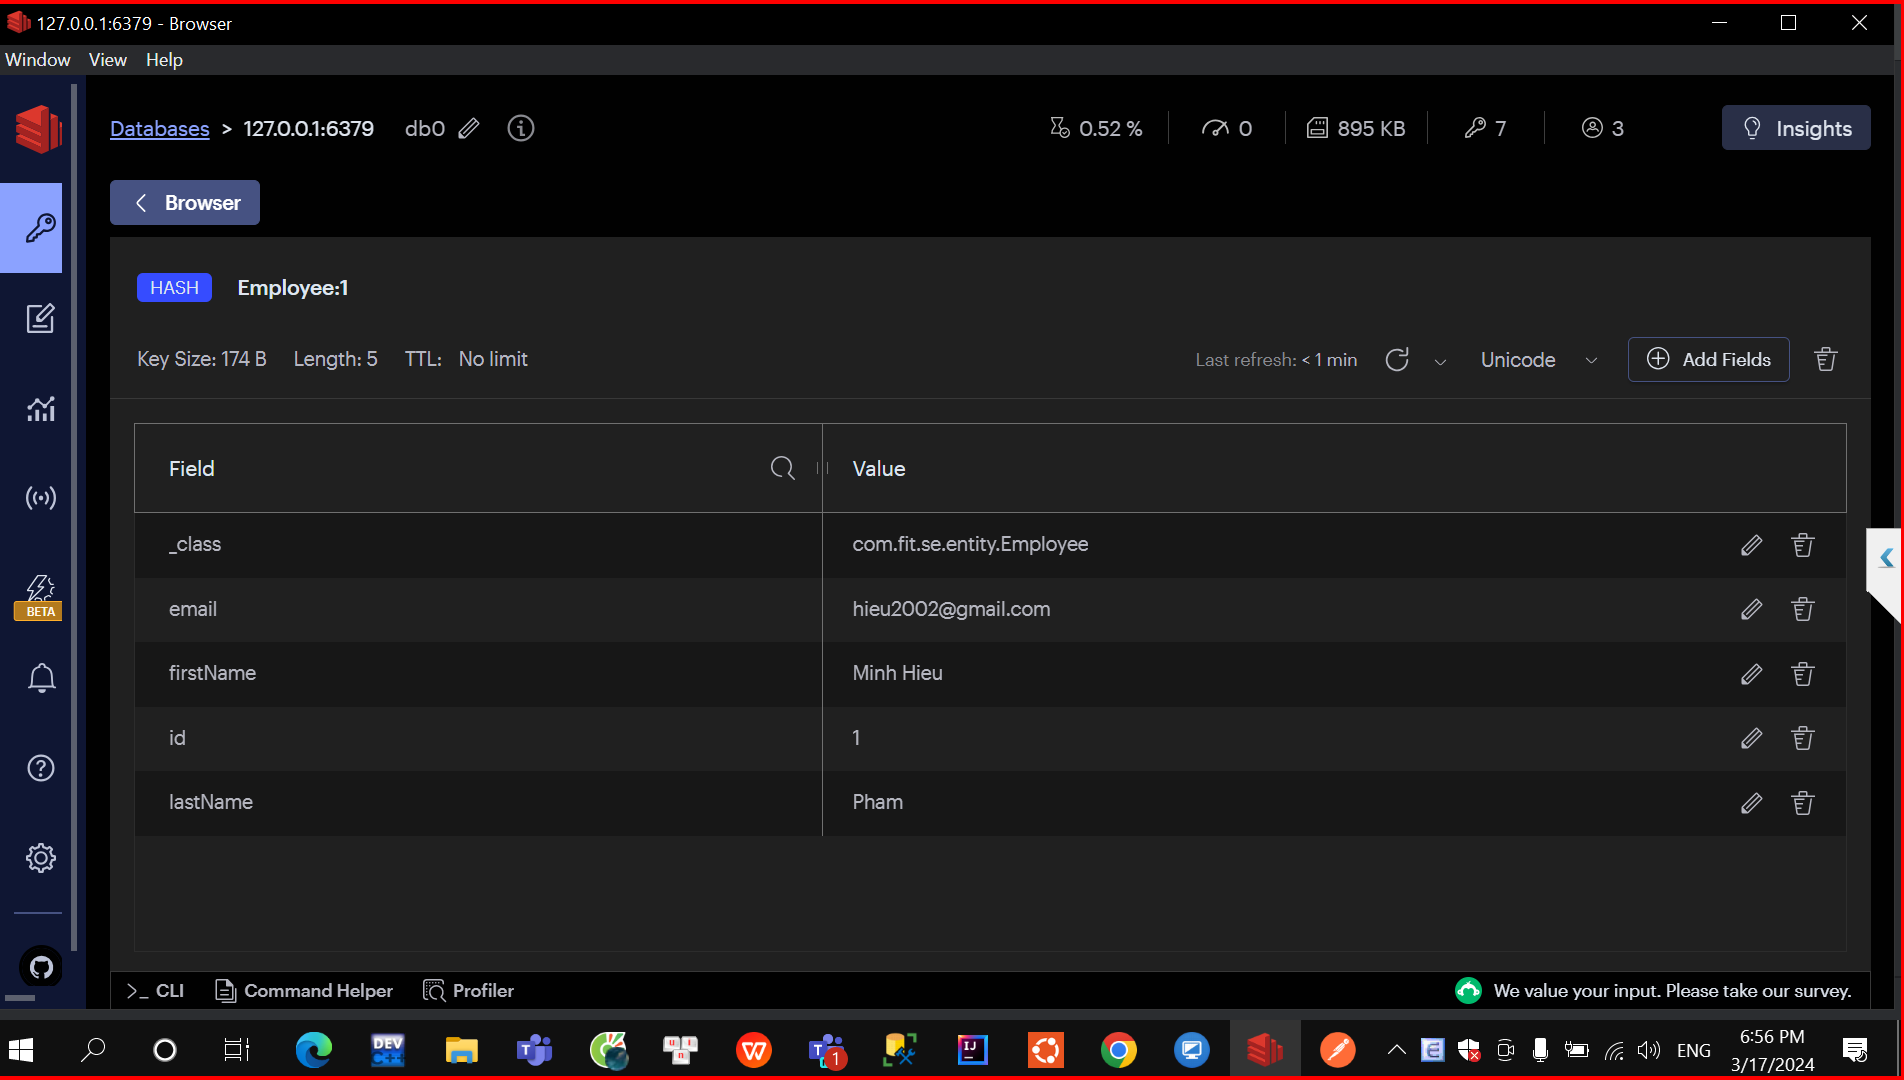 127.0.0.1:6379 - Browser
Window View Help
Databases > 127.0.0.1:6379 db0 0.52 % 0 895 KB 7 3 Insights
Browser
HASH Employee:1
Key Size: 174 B Length: 5 TTL: No limit Last refresh: < 1 min Unicode Add Fields
Field Value
_class com.fit.se.entity.Employee
email hieu2002@gmail.com
firstName Minh Hieu
id 1
lastName Pham
BETA
>_ CLI Command Helper Profiler We value your input. Please take our survey.
DEV C++ W T 1 IJ E ENG 6:56 PM
3/17/2024